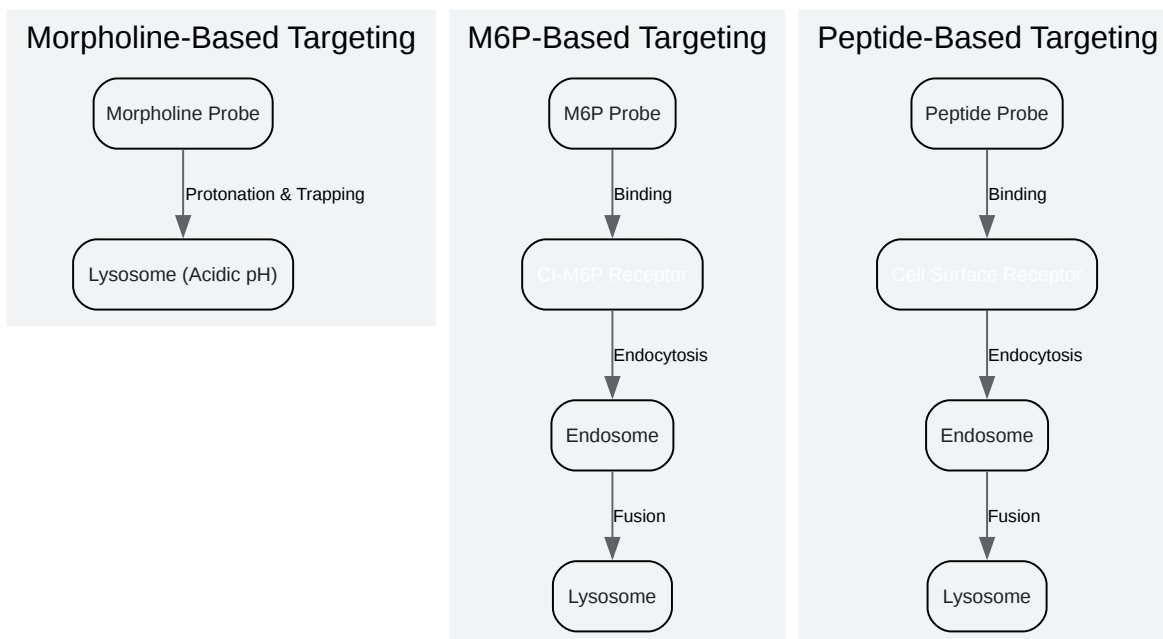 Morpholine-Based Targeting
Morpholine Probe
Protonation & Trapping
Lysosome (Acidic pH)
M6P-Based Targeting
M6P Probe
Binding
CI-M6P Receptor
Endocytosis
Endosome
Fusion
Lysosome
Peptide-Based Targeting
Peptide Probe
Binding
Cell Surface Receptor
Endocytosis
Endosome
Fusion
Lysosome